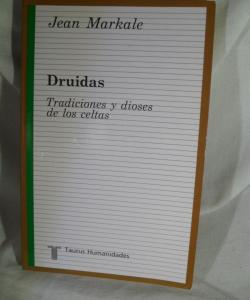 Jean Markale
Druidas
Tradiciones y dioses
de los celtas
Taurus Humanidades